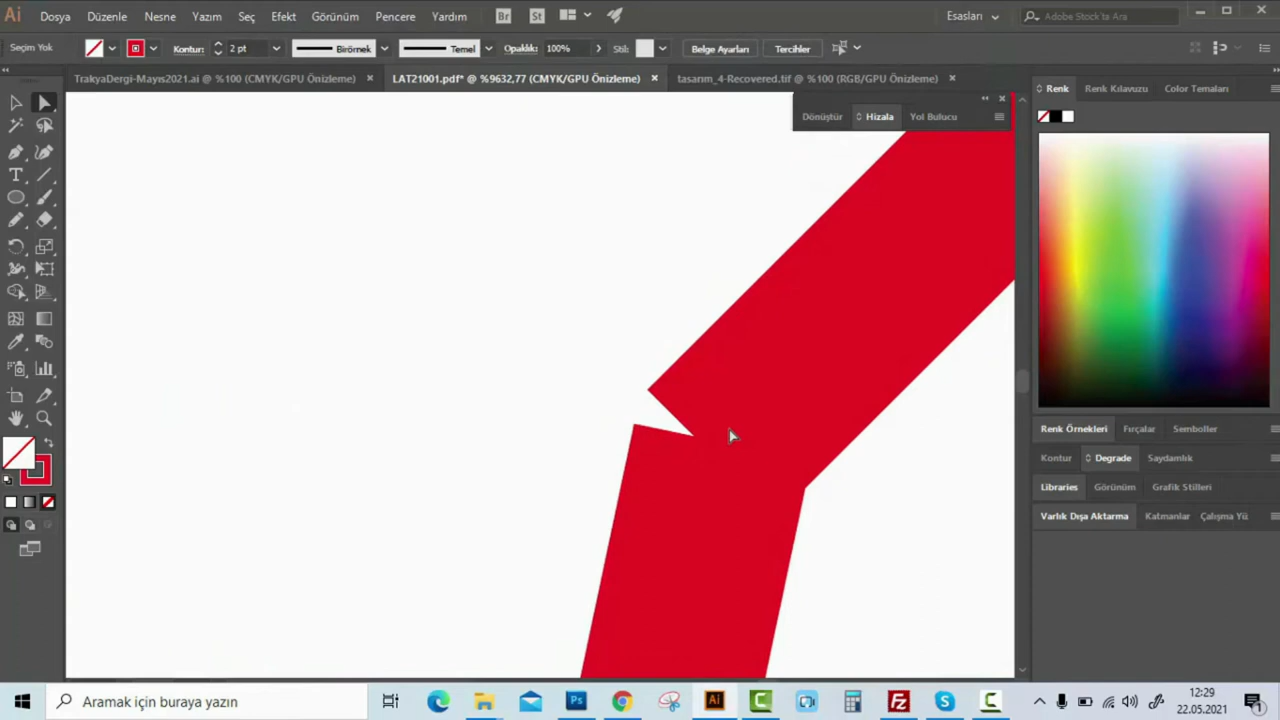 Ai Dosya Düzenle Nesne Yazım Seç Efekt Görünüm Pencere Yardım Br St Esasları Adobe Stock'ta Ara
Seçim Yok Kontur: 2 pt Birörnek Temel Opaklık: 100% Stil: Belge Ayarları Tercihler
TrakyaDergi-Mayıs2021.ai @ %100 (CMYK/GPU Önizleme) LAT21001.pdf* @ %9632,77 (CMYK/GPU Önizleme) tasarım_4-Recovered.tif @ %100 (RGB/GPU Önizleme)
Renk Renk Kılavuzu Color Temaları
Dönüştür Hizala Yol Bulucu
Renk Örnekleri Fırçalar Semboller
Kontur Degrade Saydamlık
Libraries Görünüm Grafik Stilleri
Varlık Dışa Aktarma Katmanlar Çalışma Yü
Aramak için buraya yazın Ps Ai C Fz S C 12:29
22.05.2021 1